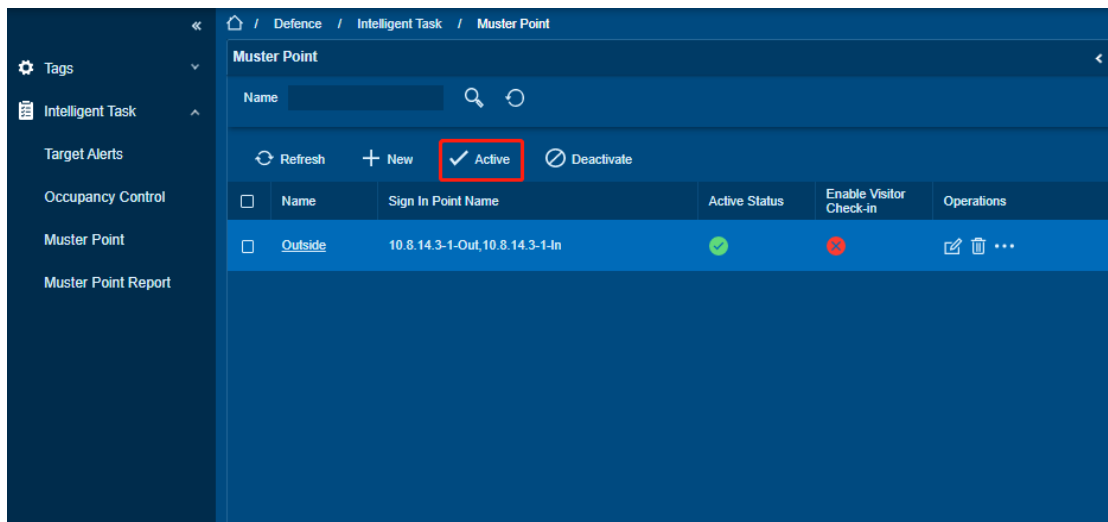 / Defence / Intelligent Task / Muster Point
Tags
Intelligent Task
Target Alerts
Occupancy Control
Muster Point
Muster Point Report
Muster Point
Name
Refresh New Active Deactivate
Name Sign In Point Name Active Status Enable Visitor Check-in Operations
Outside 10.8.14.3-1-Out,10.8.14.3-1-In